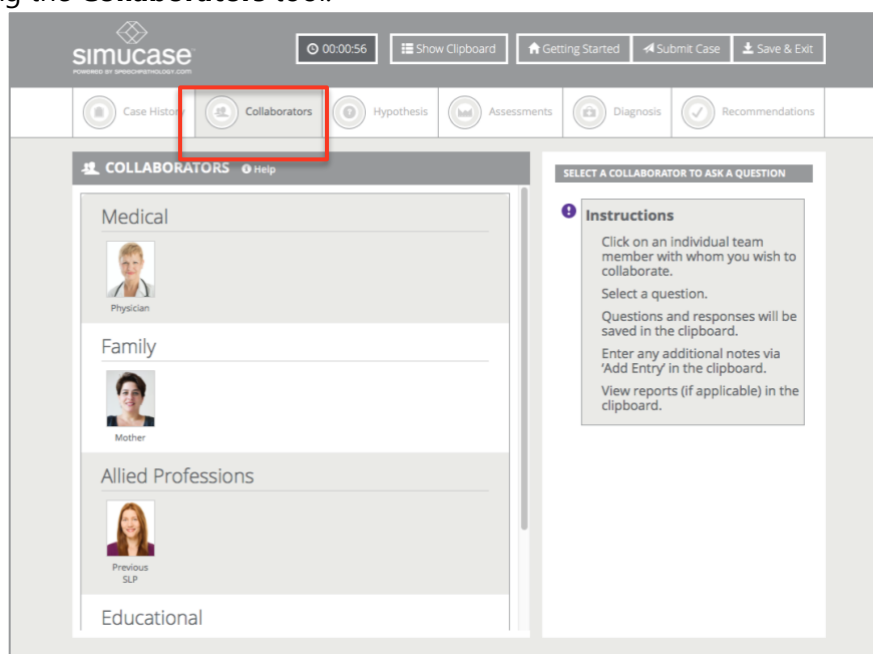 ng the Collaborators tool.
simucase
POWERED BY SPEECHPATHOLOGY.COM
00:00:56
Show Clipboard
Getting Started
Submit Case
Save & Exit
Case History
Collaborators
Hypothesis
Assessments
Diagnosis
Recommendations
COLLABORATORS Help
SELECT A COLLABORATOR TO ASK A QUESTION
Medical
Physician
Family
Mother
Allied Professions
Previous
SLP
Educational
Instructions
Click on an individual team
member with whom you wish to
collaborate.
Select a question.
Questions and responses will be
saved in the clipboard.
Enter any additional notes via
'Add Entry' in the clipboard.
View reports (if applicable) in the
clipboard.